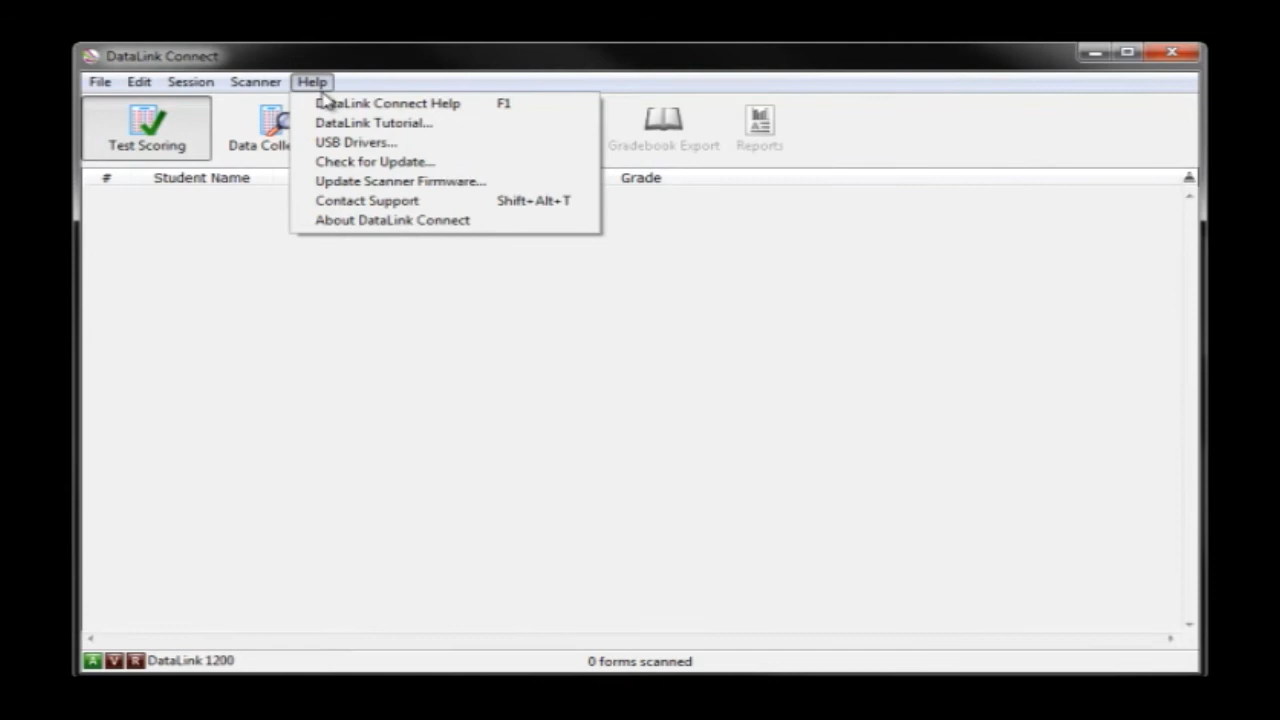 DataLink Connect
File Edit Session Scanner Help
Test Scoring Data Colle Gradebook Export Reports
DataLink Connect Help F1
DataLink Tutorial...
USB Drivers...
Check for Update...
Update Scanner Firmware...
Contact Support Shift+Alt+T
About DataLink Connect
# Student Name Grade
A V R DataLink 1200 0 forms scanned